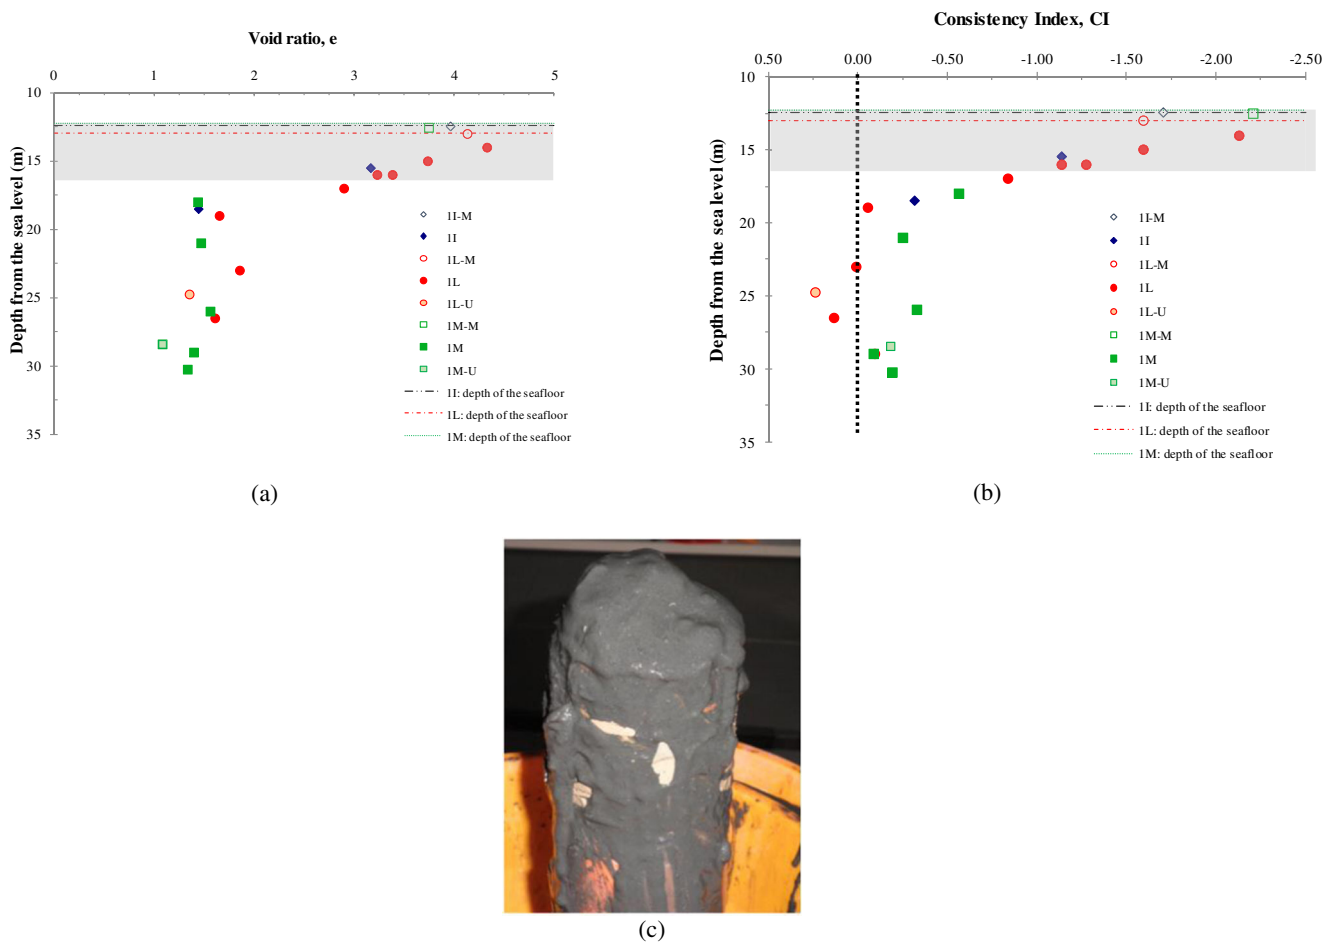 Void ratio, e
0 1 2 3 4 5
10
15
20
25
30
35
Depth from the sea level (m)
1I-M
1I
1L-M
1L
1L-U
1M-M
1M
1M-U
1I: depth of the seafloor
1L: depth of the seafloor
1M: depth of the seafloor
(a)
Consistency Index, CI
0.50 0.00 -0.50 -1.00 -1.50 -2.00 -2.50
10
15
20
25
30
35
Depth from the sea level (m)
1I-M
1I
1L-M
1L
1L-U
1M-M
1M
1M-U
1I: depth of the seafloor
1L: depth of the seafloor
1M: depth of the seafloor
(b)
(c)